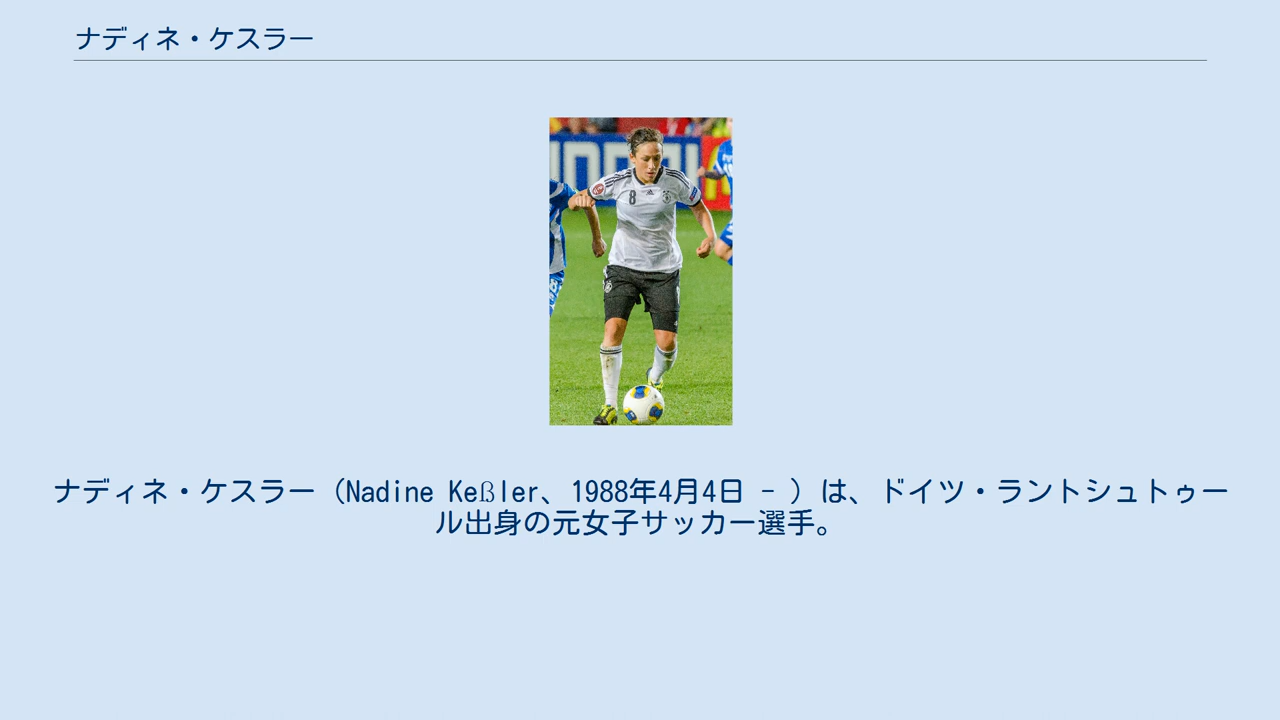 ナディネ・ケスラー
8
ナディネ・ケスラー（Nadine Keßler、1988年4月4日 - ）は、ドイツ・ラントシュトゥー
ル出身の元女子サッカー選手。